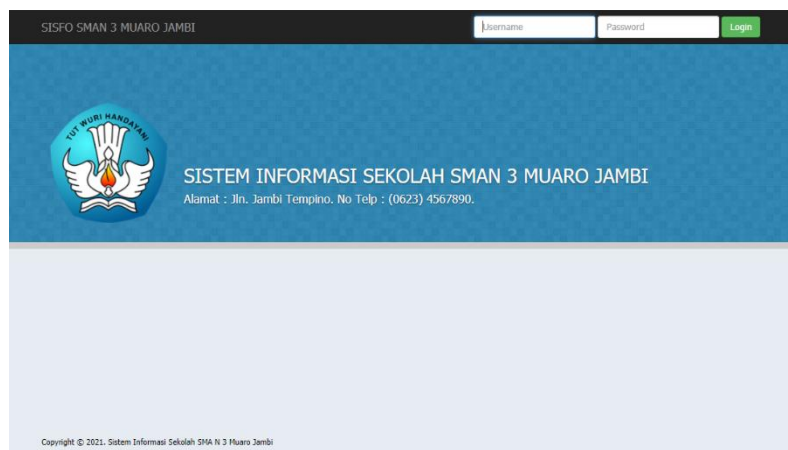 SISFO SMAN 3 MUARO JAMBI
Username
Password
Login
TUT WURI HANDAYANI
SISTEM INFORMASI SEKOLAH SMAN 3 MUARO JAMBI
Alamat : Jln. Jambi Tempino. No Telp : (0623) 4567890.
Copyright © 2021. Sistem Informasi Sekolah SMA N 3 Muaro Jambi